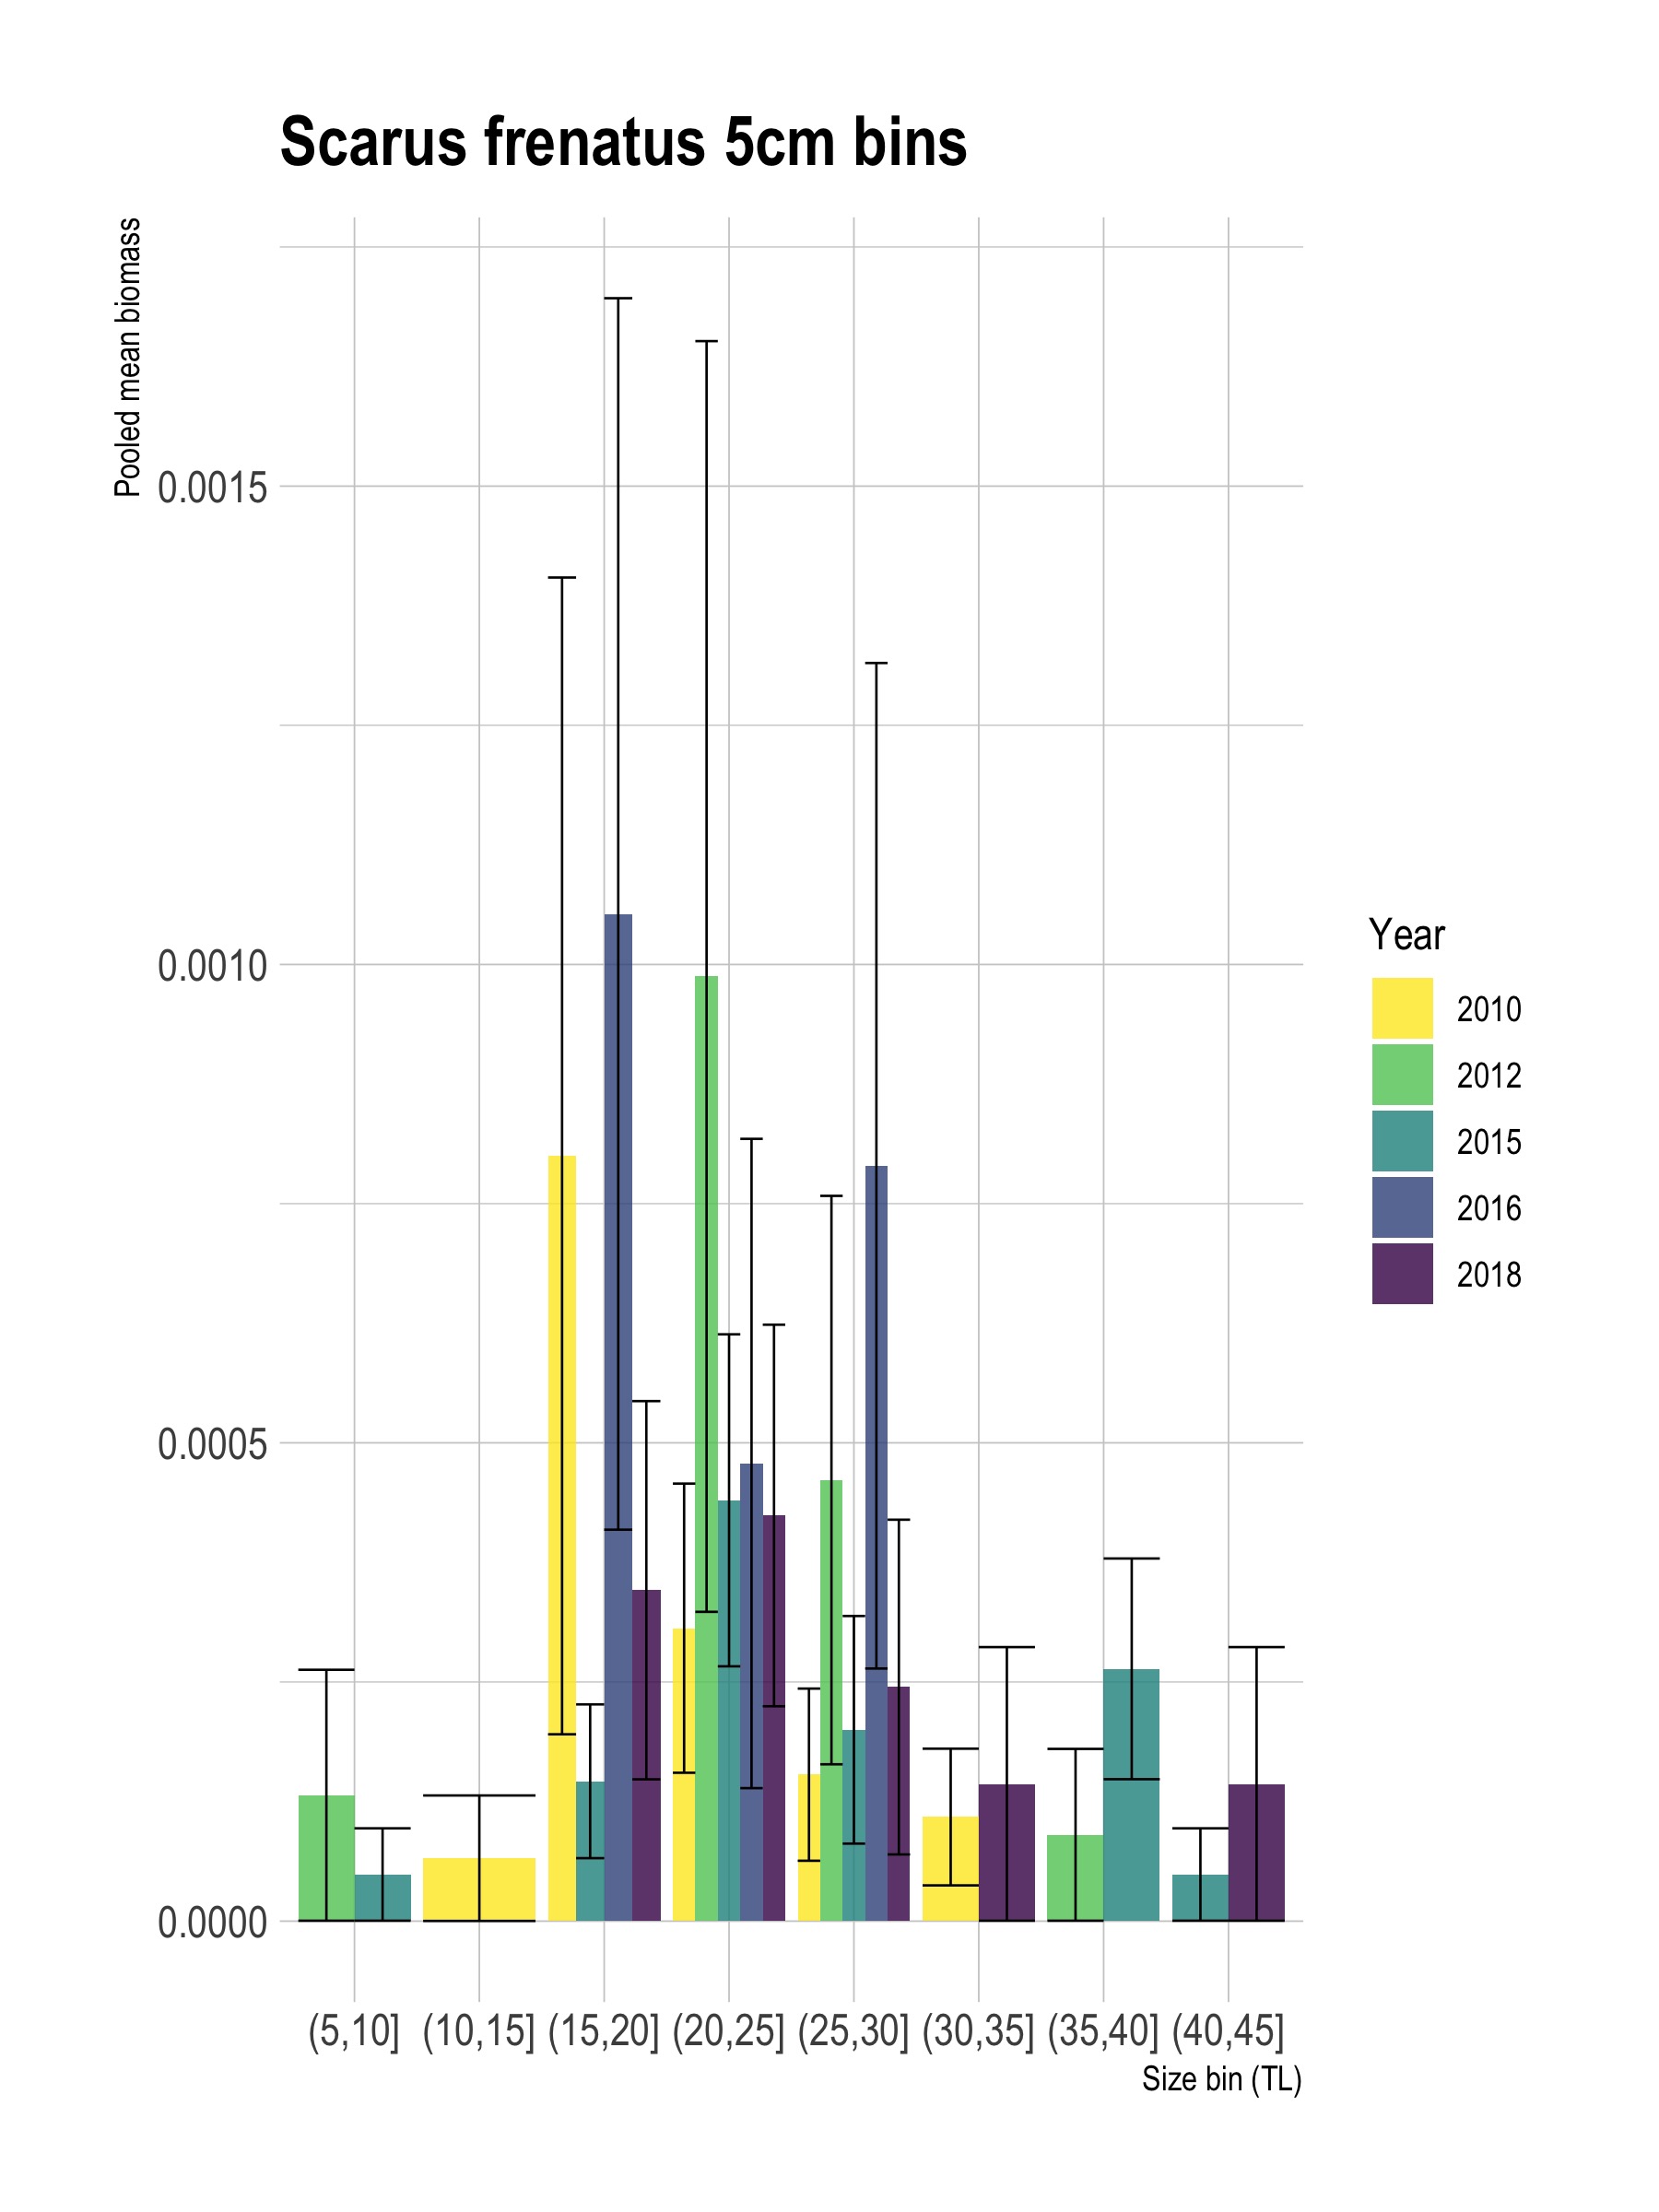 Scarus frenatus 5cm bins
Pooled mean biomass
0.0015
0.0010
0.0005
0.0000
(5,10] (10,15] (15,20] (20,25] (25,30] (30,35] (35,40] (40,45]
Size bin (TL)
Year
2010
2012
2015
2016
2018